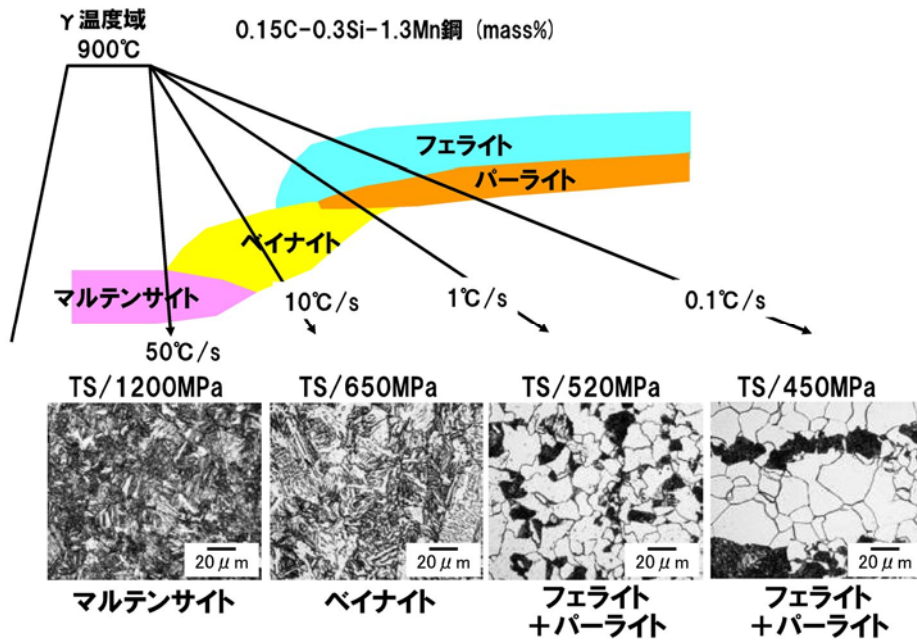 γ温度域
900℃
0.15C-0.3Si-1.3Mn鋼 (mass%)
フェライト
パーライト
ベイナイト
マルテンサイト
50℃/s
10℃/s
1℃/s
0.1℃/s
TS/1200MPa
TS/650MPa
TS/520MPa
TS/450MPa
20μm
20μm
20μm
20μm
マルテンサイト
ベイナイト
フェライト
+パーライト
フェライト
+パーライト